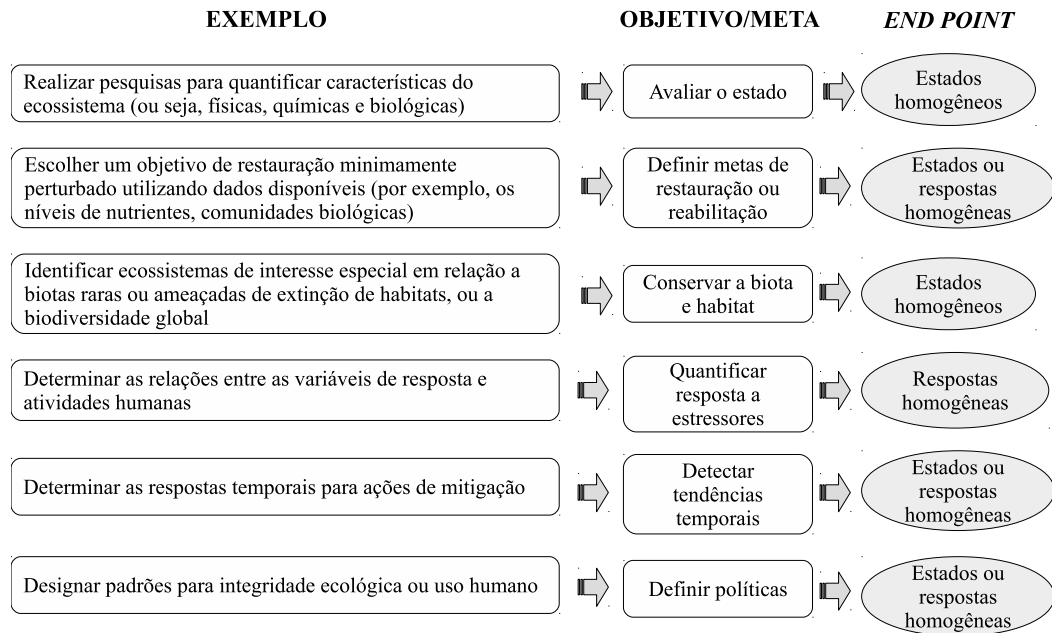 EXEMPLO
OBJETIVO/META
END POINT
Realizar pesquisas para quantificar características do
ecossistema (ou seja, físicas, químicas e biológicas)
Avaliar o estado
Estados
homogêneos
Escolher um objetivo de restauração minimamente
perturbado utilizando dados disponíveis (por exemplo, os
níveis de nutrientes, comunidades biológicas)
Definir metas de
restauração ou
reabilitação
Estados ou
respostas
homogêneas
Identificar ecossistemas de interesse especial em relação a
biotas raras ou ameaçadas de extinção de habitats, ou a
biodiversidade global
Conservar a biota
e habitat
Estados
homogêneos
Determinar as relações entre as variáveis de resposta e
atividades humanas
Quantificar
resposta a
estressores
Respostas
homogêneas
Determinar as respostas temporais para ações de mitigação
Detectar
tendências
temporais
Estados ou
respostas
homogêneas
Designar padrões para integridade ecológica ou uso humano
Definir políticas
Estados ou
respostas
homogêneas